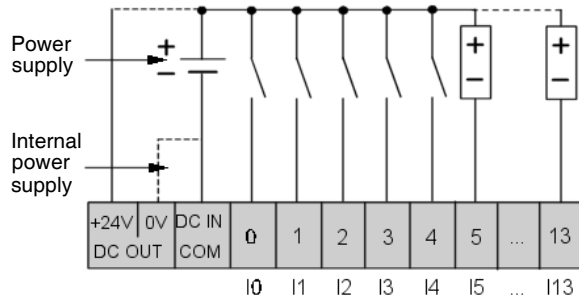 Power
supply
+
−
+
−
+
−
Internal
power
supply
+24V 0V DC IN 0 1 2 3 4 5 ... 13
DC OUT COM
I0 I1 I2 I3 I4 I5 ... I13